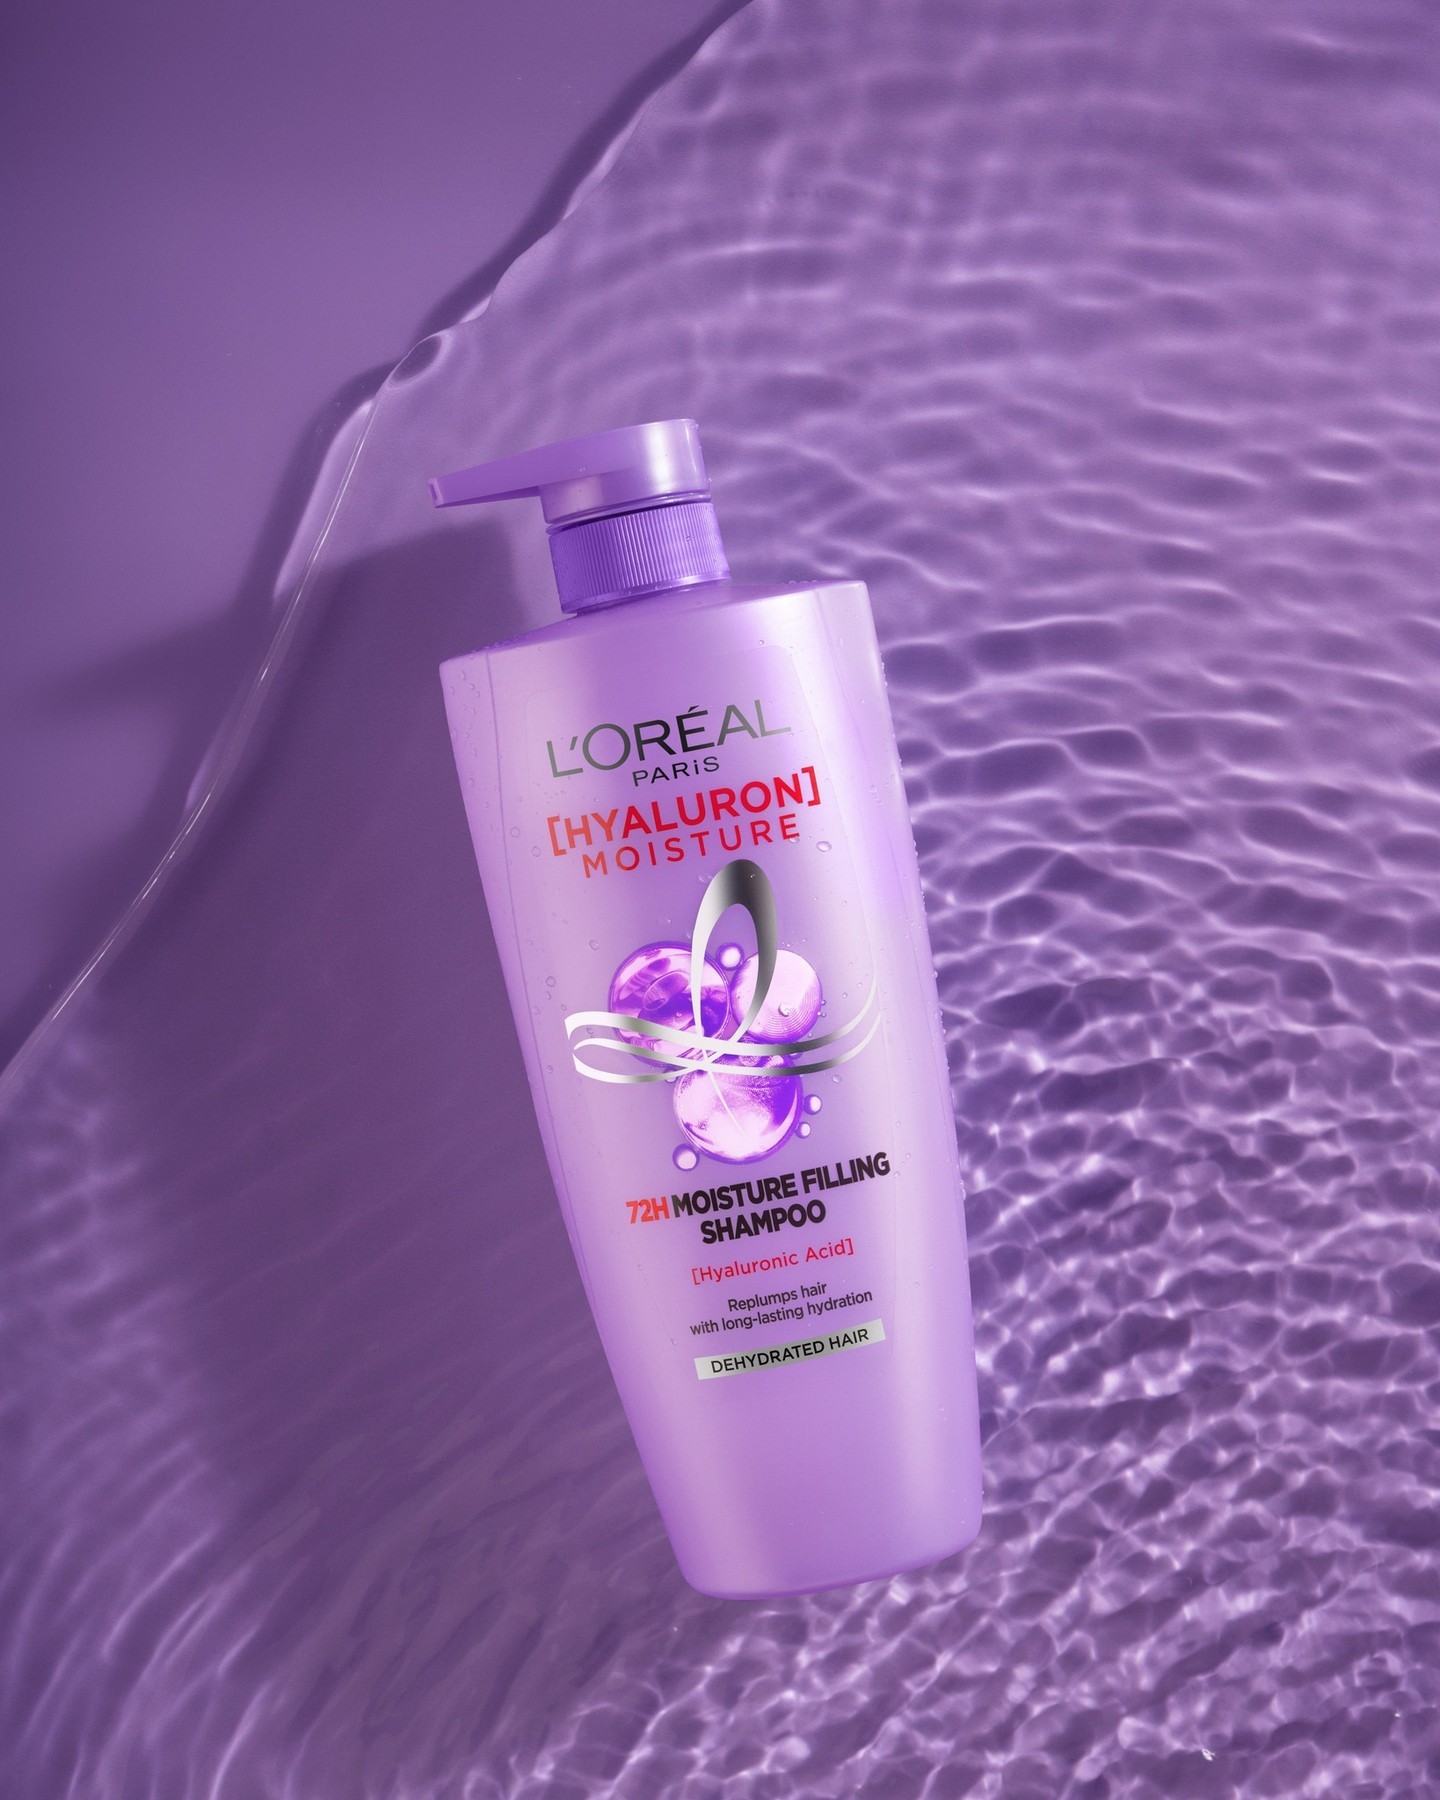 L'ORÉAL
PARiS
[HYALURON]
MOISTURE
72H MOISTURE FILLING
SHAMPOO
[Hyaluronic Acid]
Replumps hair
with long-lasting hydration
DEHYDRATED HAIR